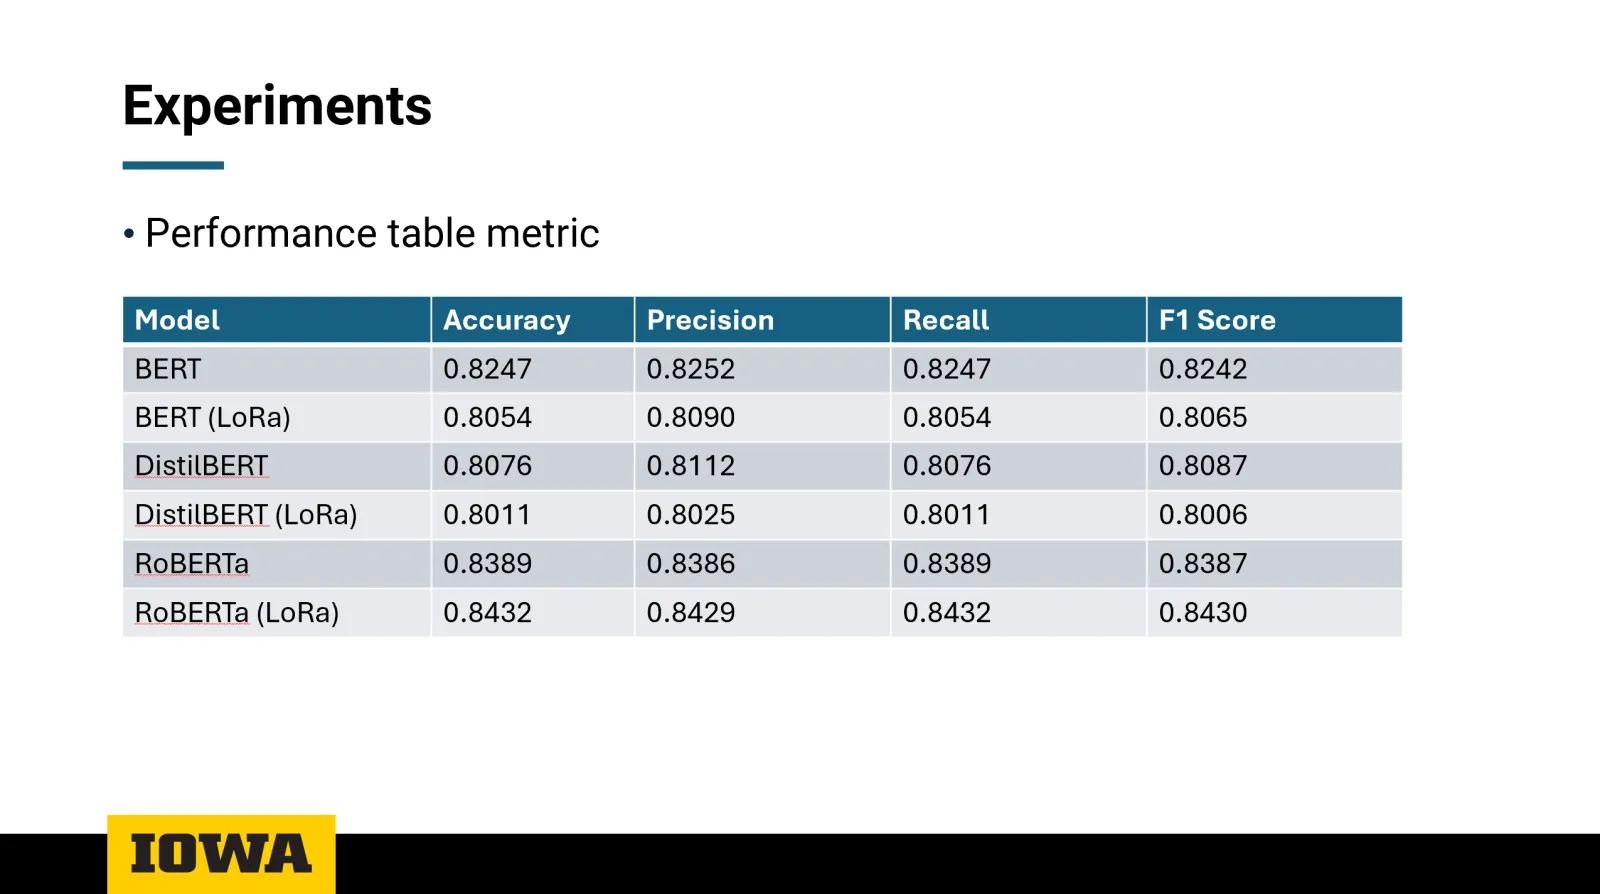 Experiments
• Performance table metric
Model Accuracy Precision Recall F1 Score
BERT 0.8247 0.8252 0.8247 0.8242
BERT (LoRa) 0.8054 0.8090 0.8054 0.8065
DistilBERT 0.8076 0.8112 0.8076 0.8087
DistilBERT (LoRa) 0.8011 0.8025 0.8011 0.8006
RoBERTa 0.8389 0.8386 0.8389 0.8387
RoBERTa (LoRa) 0.8432 0.8429 0.8432 0.8430
IOWA